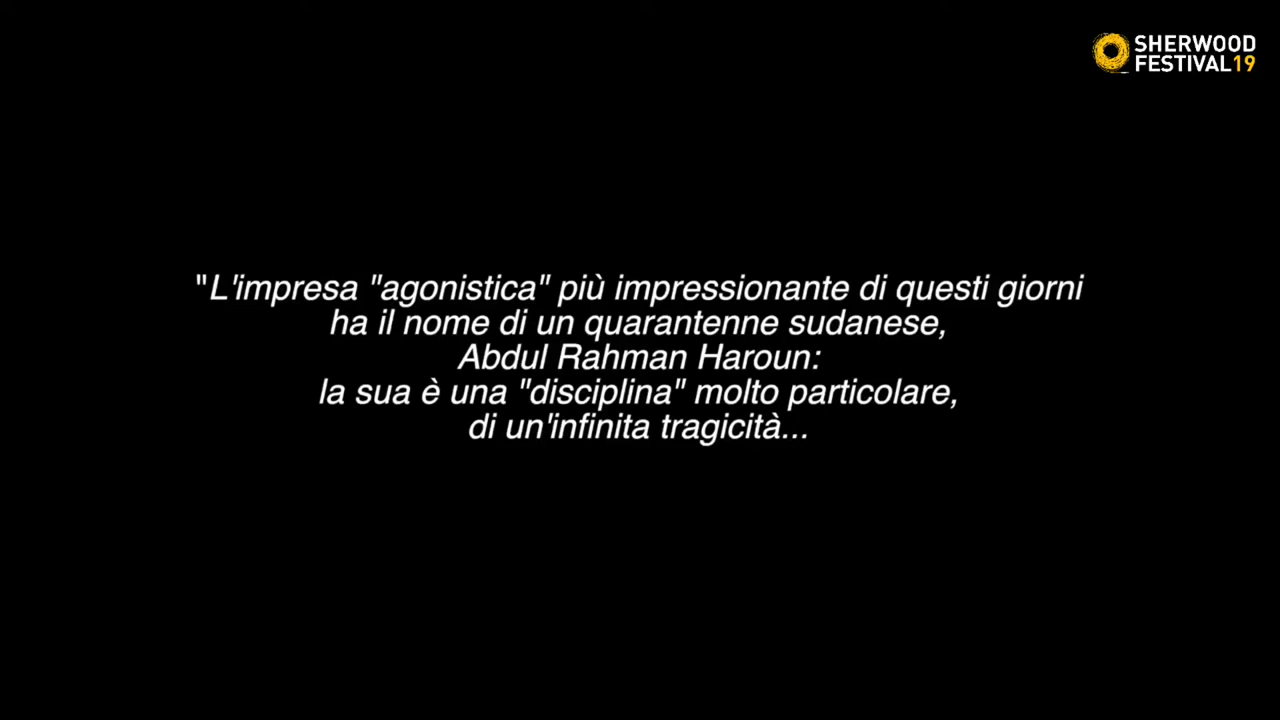 SHERWOOD
FESTIVAL19
"L'impresa "agonistica" più impressionante di questi giorni
ha il nome di un quarantenne sudanese,
Abdul Rahman Haroun:
la sua è una "disciplina" molto particolare,
di un'infinita tragicità...